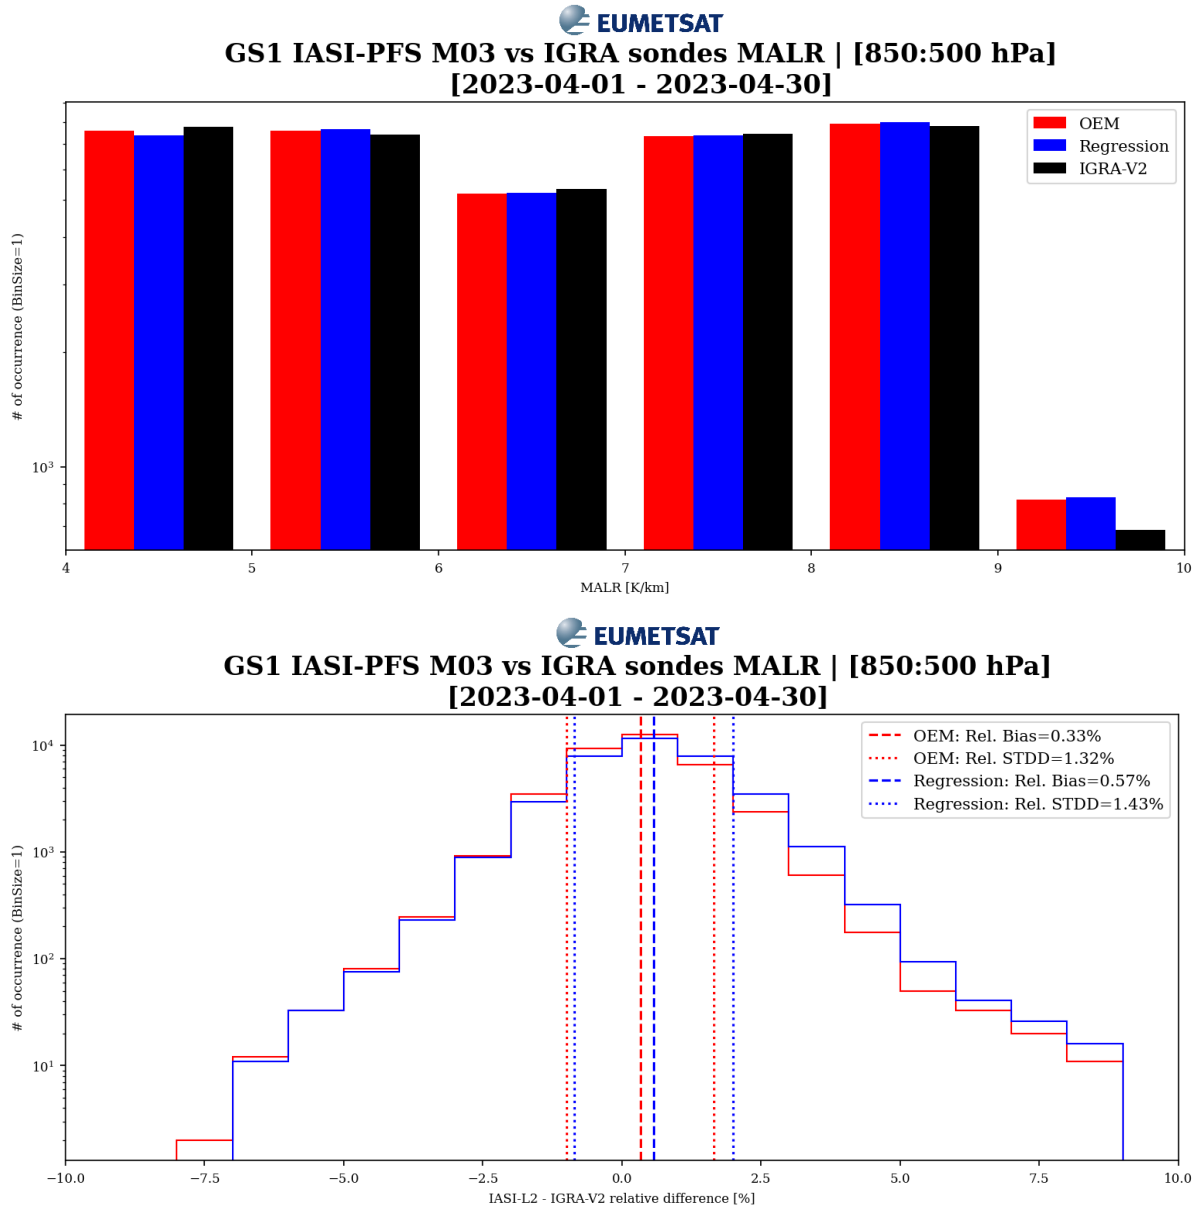 EUMETSAT
GS1 IASI-PFS M03 vs IGRA sondes MALR | [850:500 hPa]
[2023-04-01 - 2023-04-30]
OEM
Regression
IGRA-V2
# of occurrence (BinSize=1)
10³
4 5 6 7 8 9 10
MALR [K/km]
EUMETSAT
GS1 IASI-PFS M03 vs IGRA sondes MALR | [850:500 hPa]
[2023-04-01 - 2023-04-30]
OEM: Rel. Bias=0.33%
OEM: Rel. STDD=1.32%
Regression: Rel. Bias=0.57%
Regression: Rel. STDD=1.43%
# of occurrence (BinSize=1)
10⁴
10³
10²
10¹
−10.0 −7.5 −5.0 −2.5 0.0 2.5 5.0 7.5 10.0
IASI-L2 - IGRA-V2 relative difference [%]